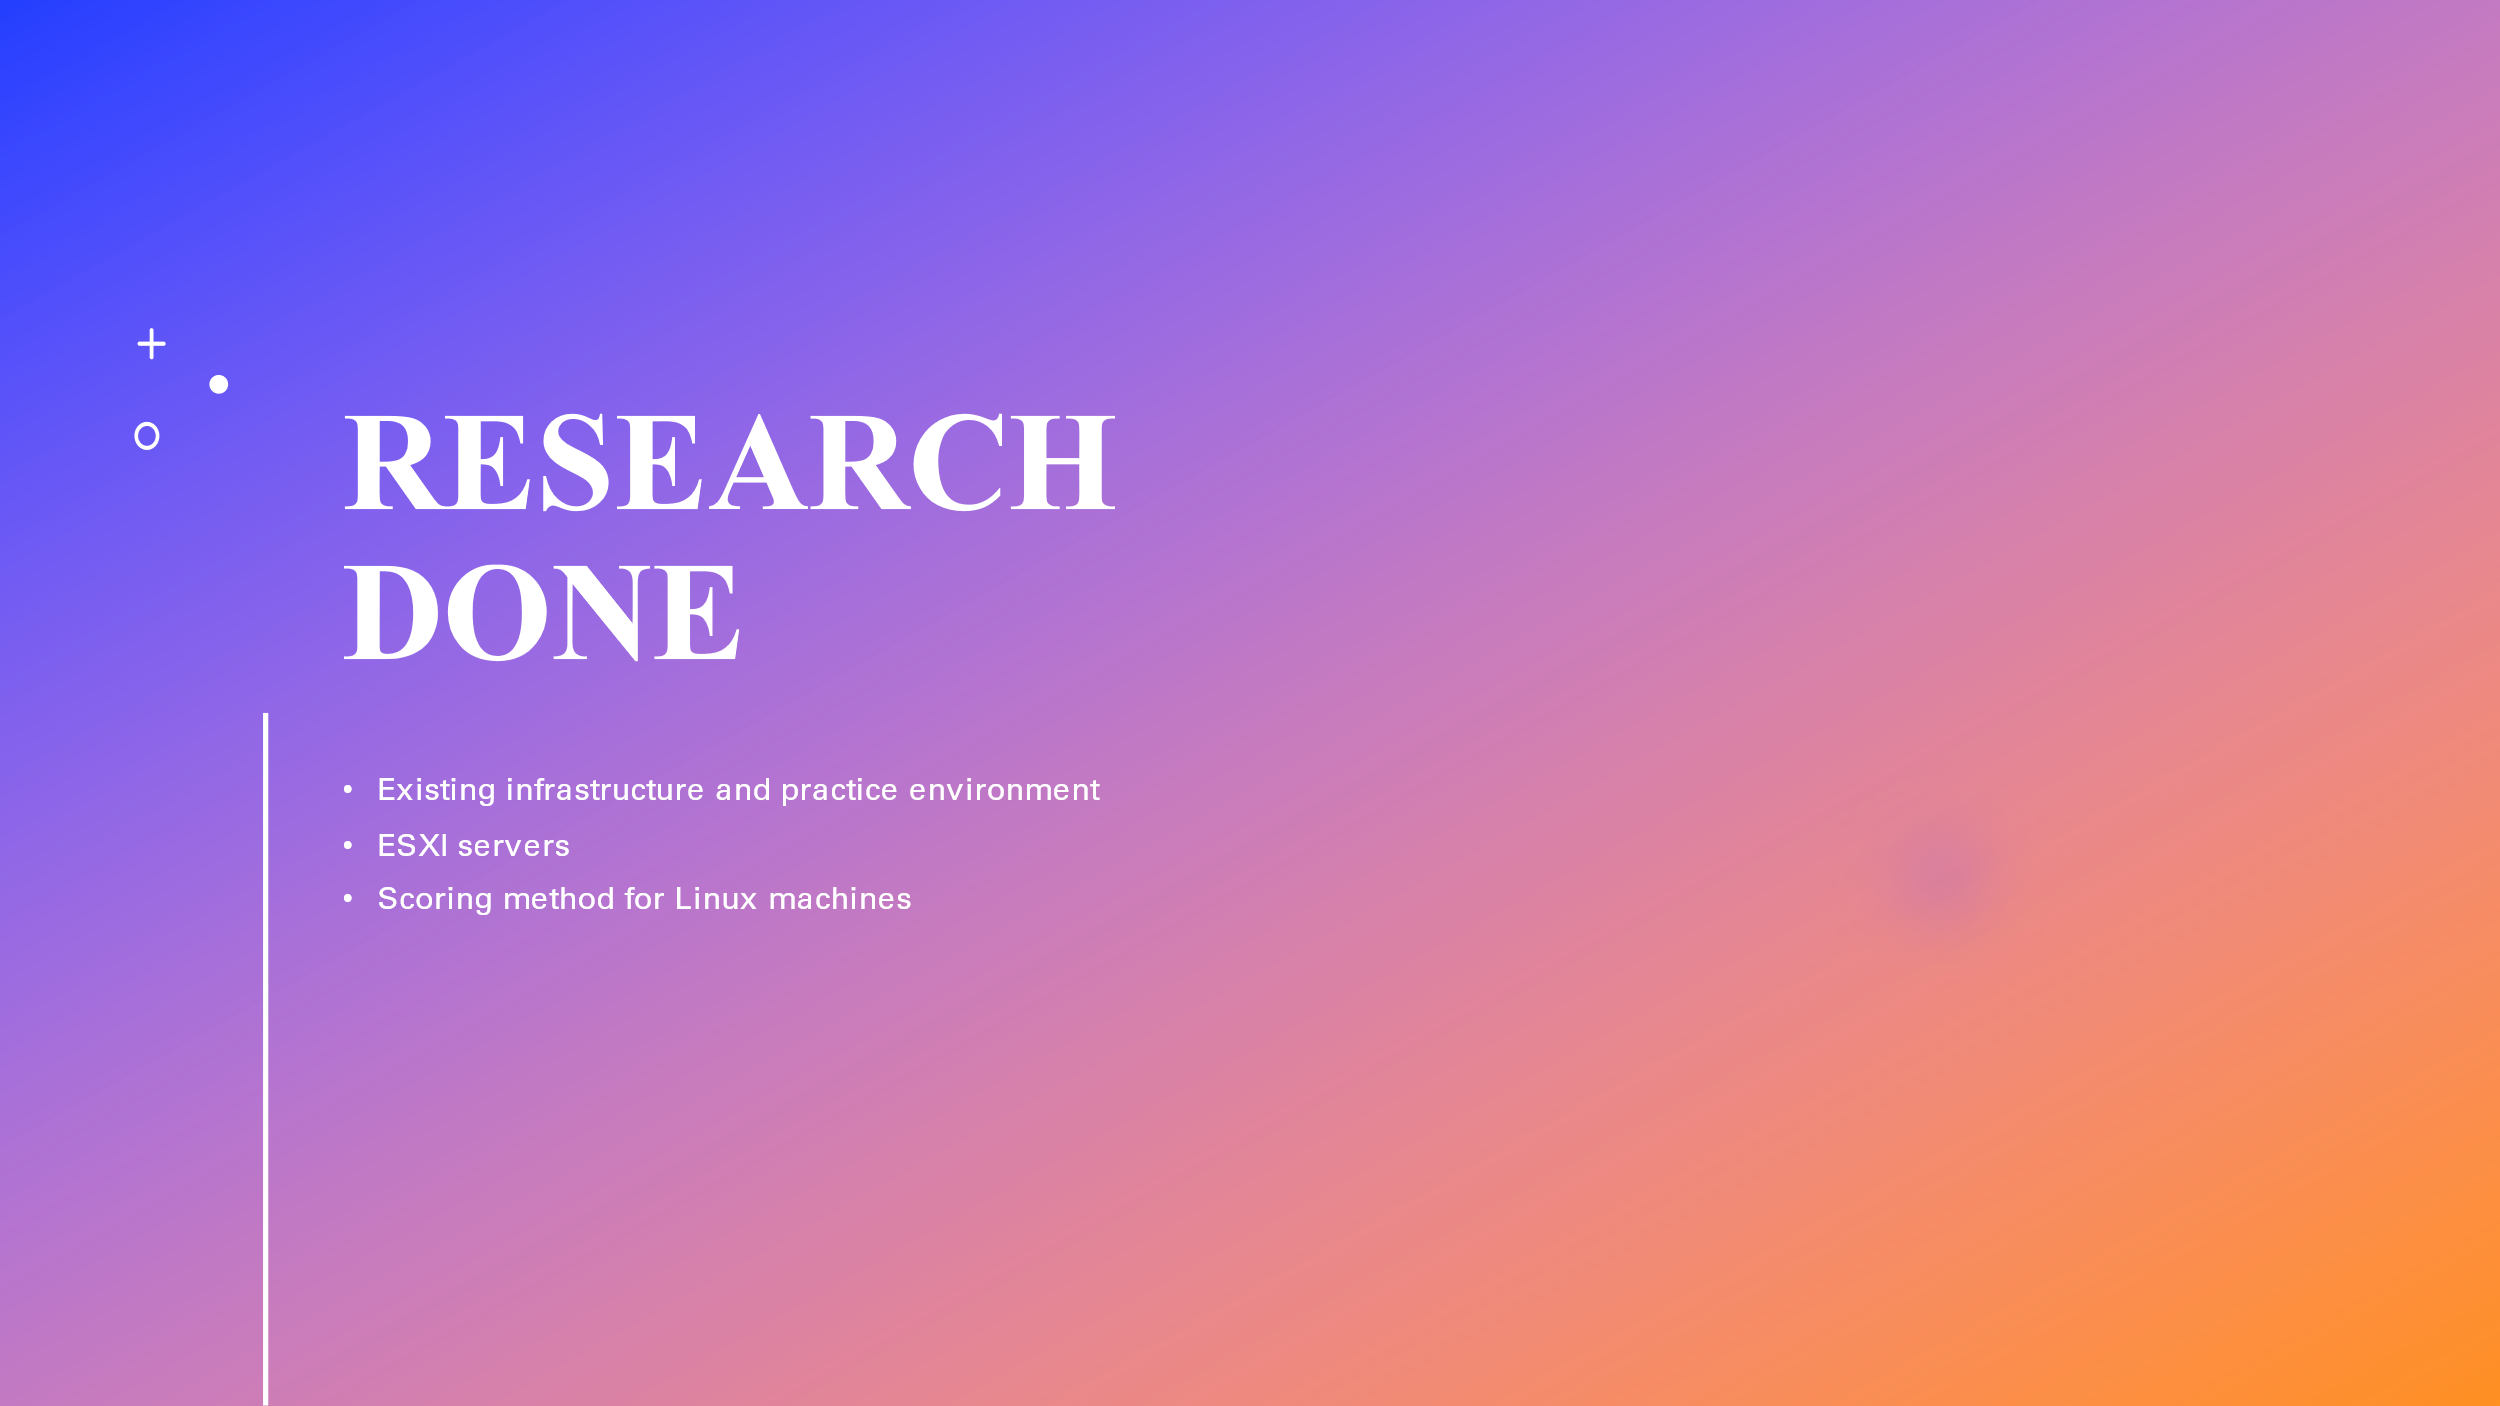 RESEARCH
DONE
• Existing infrastructure and practice environment
• ESXI servers
• Scoring method for Linux machines